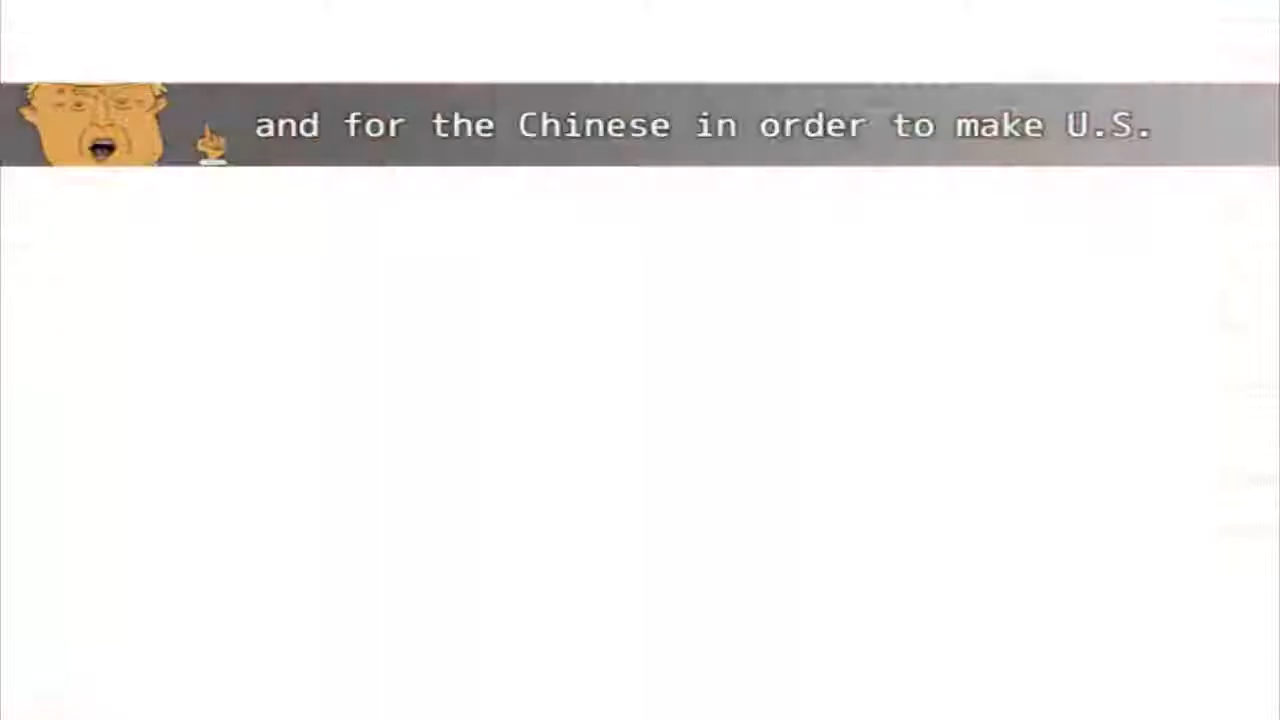 and for the Chinese in order to make U.S.